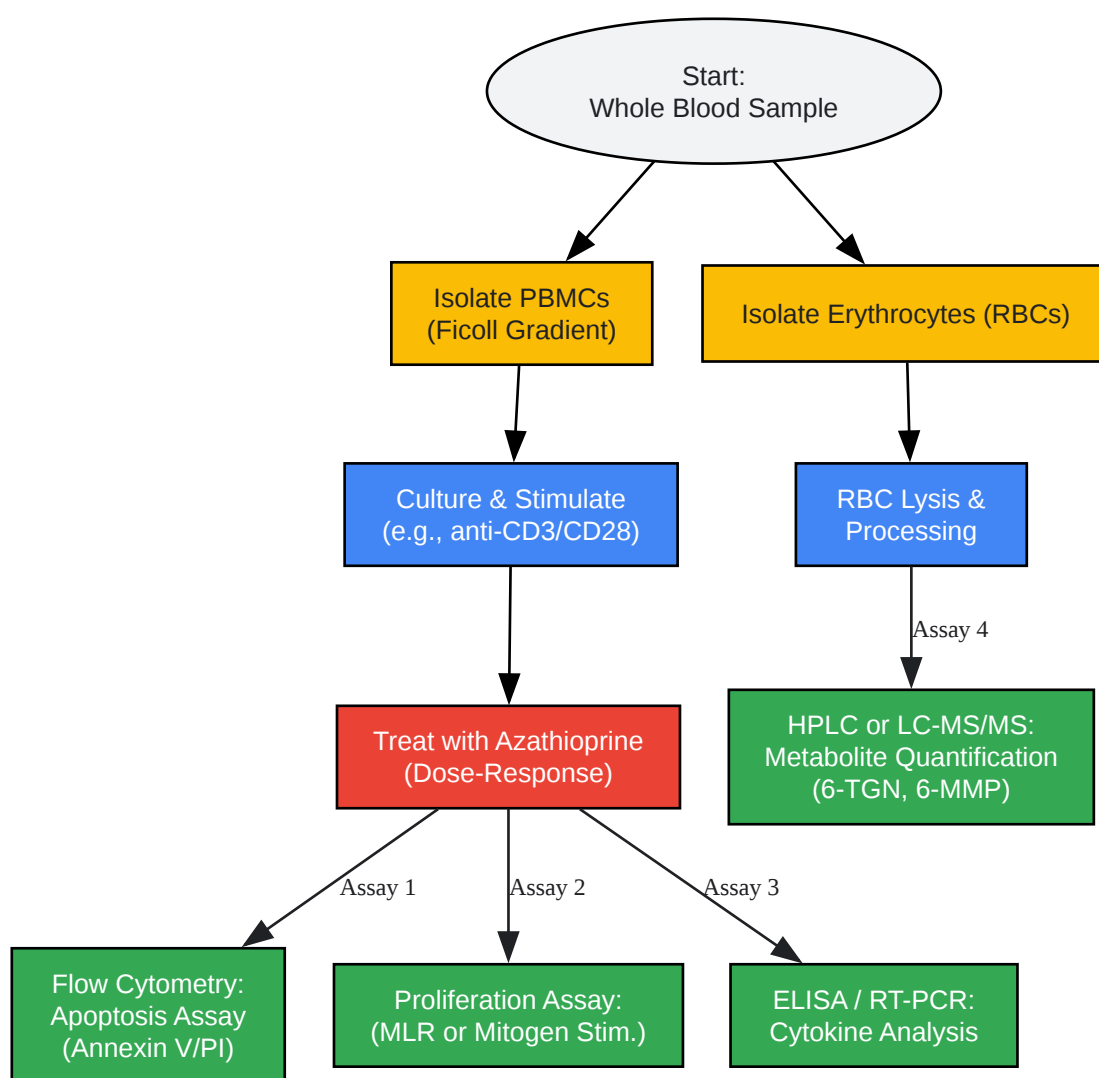 Start:
Whole Blood Sample
Isolate PBMCs
(Ficoll Gradient)
Isolate Erythrocytes (RBCs)
Culture & Stimulate
(e.g., anti-CD3/CD28)
RBC Lysis &
Processing
Assay 4
Treat with Azathioprine
(Dose-Response)
HPLC or LC-MS/MS:
Metabolite Quantification
(6-TGN, 6-MMP)
Assay 1
Assay 2
Assay 3
Flow Cytometry:
Apoptosis Assay
(Annexin V/PI)
Proliferation Assay:
(MLR or Mitogen Stim.)
ELISA / RT-PCR:
Cytokine Analysis